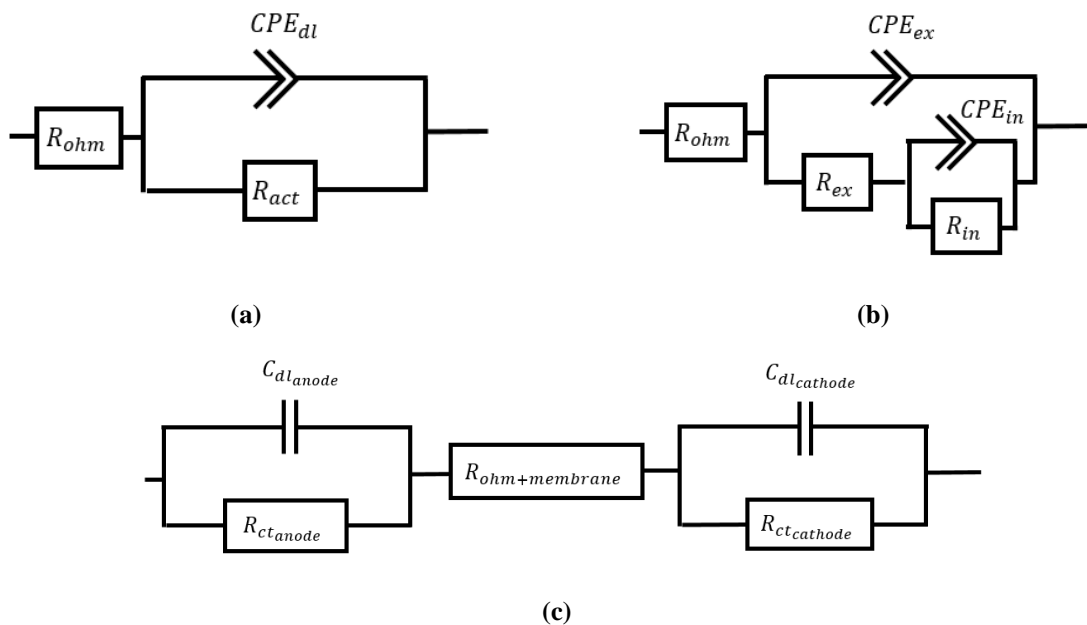 CPE_dl
R_ohm
R_act
(a)
CPE_ex
R_ohm
CPE_in
R_ex
R_in
(b)
C_dl_anode
R_ct_anode
R_ohm+membrane
C_dl_cathode
R_ct_cathode
(c)